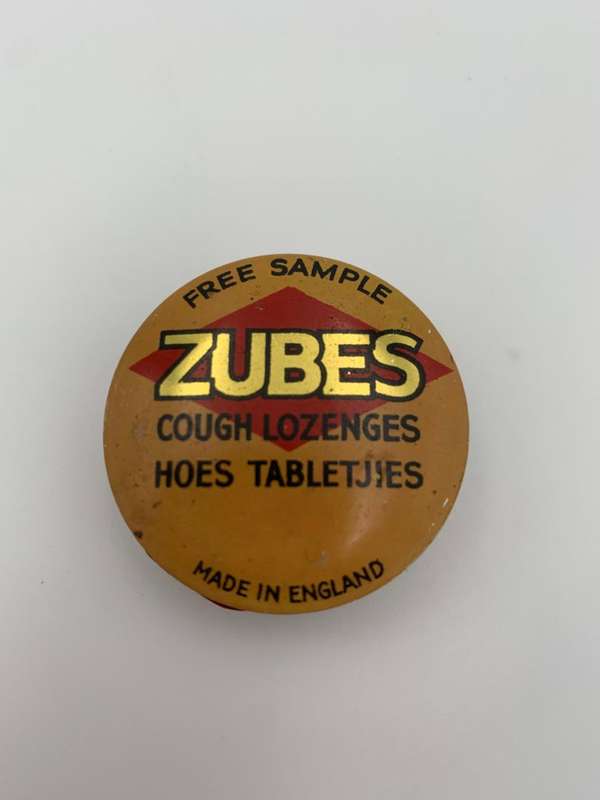 FREE SAMPLE
ZUBES
COUGH LOZENGES
HOES TABLETJIES
MADE IN ENGLAND